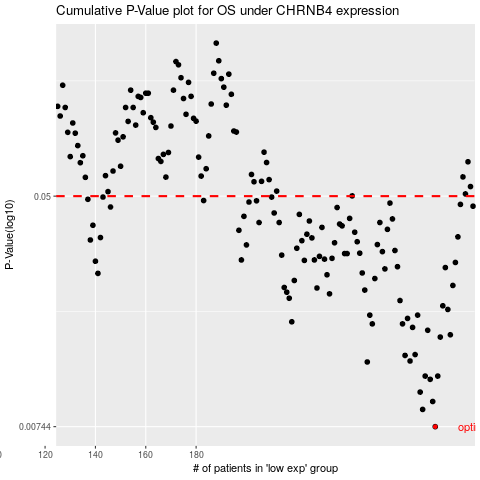 Cumulative P-Value plot for OS under CHRNB4 expression
P-Value(log10)
0.05
0.00744
opti
0
120
140
160
180
# of patients in 'low exp' group